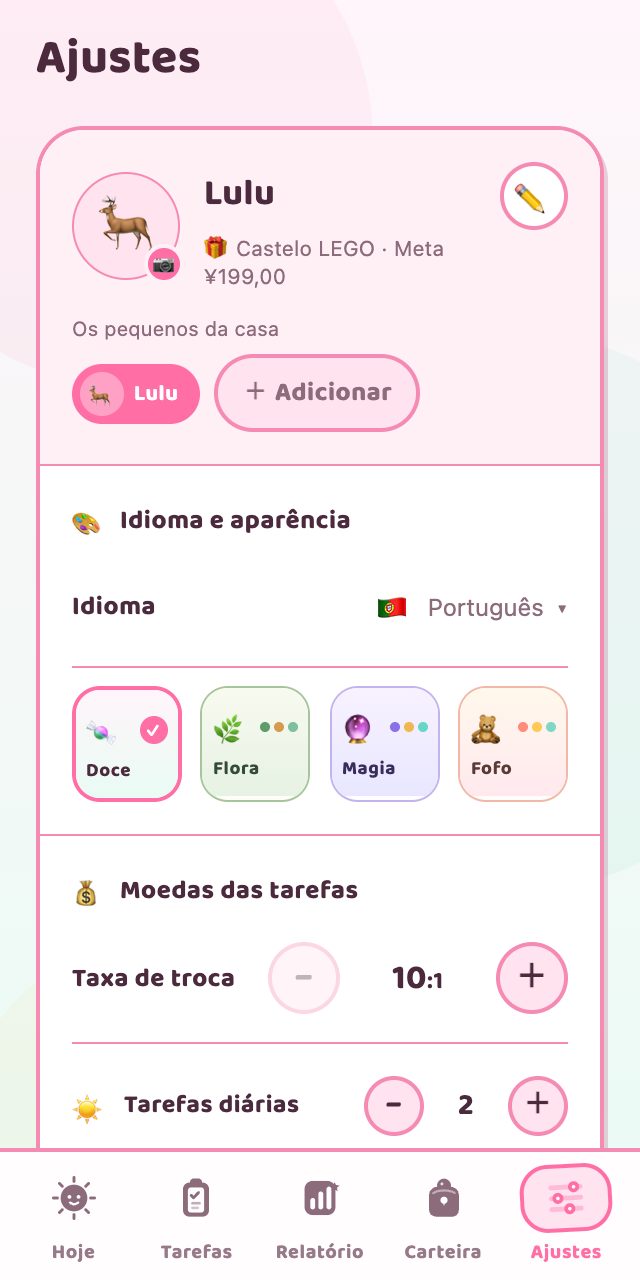 Ajustes
Lulu
Castelo LEGO · Meta
¥199,00
Os pequenos da casa
Lulu
+ Adicionar
Idioma e aparência
Idioma
Português ▾
Doce
Flora
Magia
Fofo
Moedas das tarefas
Taxa de troca
-
10:1
+
Tarefas diárias
-
2
+
Hoje
Tarefas
Relatório
Carteira
Ajustes